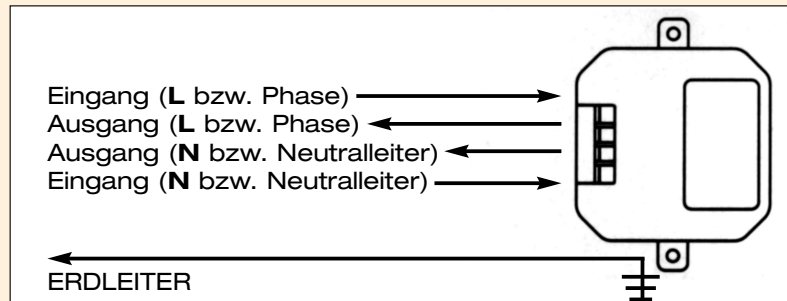 Eingang (L bzw. Phase)
Ausgang (L bzw. Phase)
Ausgang (N bzw. Neutralleiter)
Eingang (N bzw. Neutralleiter)
ERDLEITER